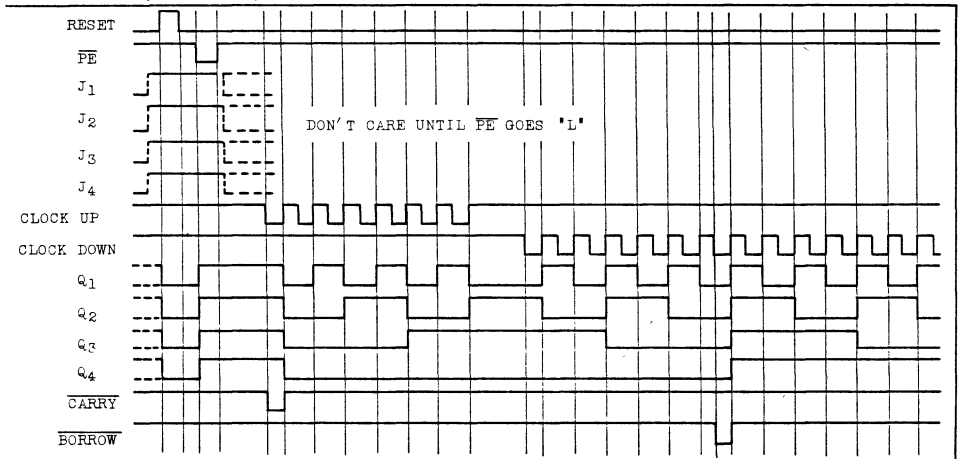 RESET
PE
J1
J2
DON'T CARE UNTIL PE GOES "L"
J3
J4
CLOCK UP
CLOCK DOWN
Q1
Q2
Q3
Q4
CARRY
BORROW